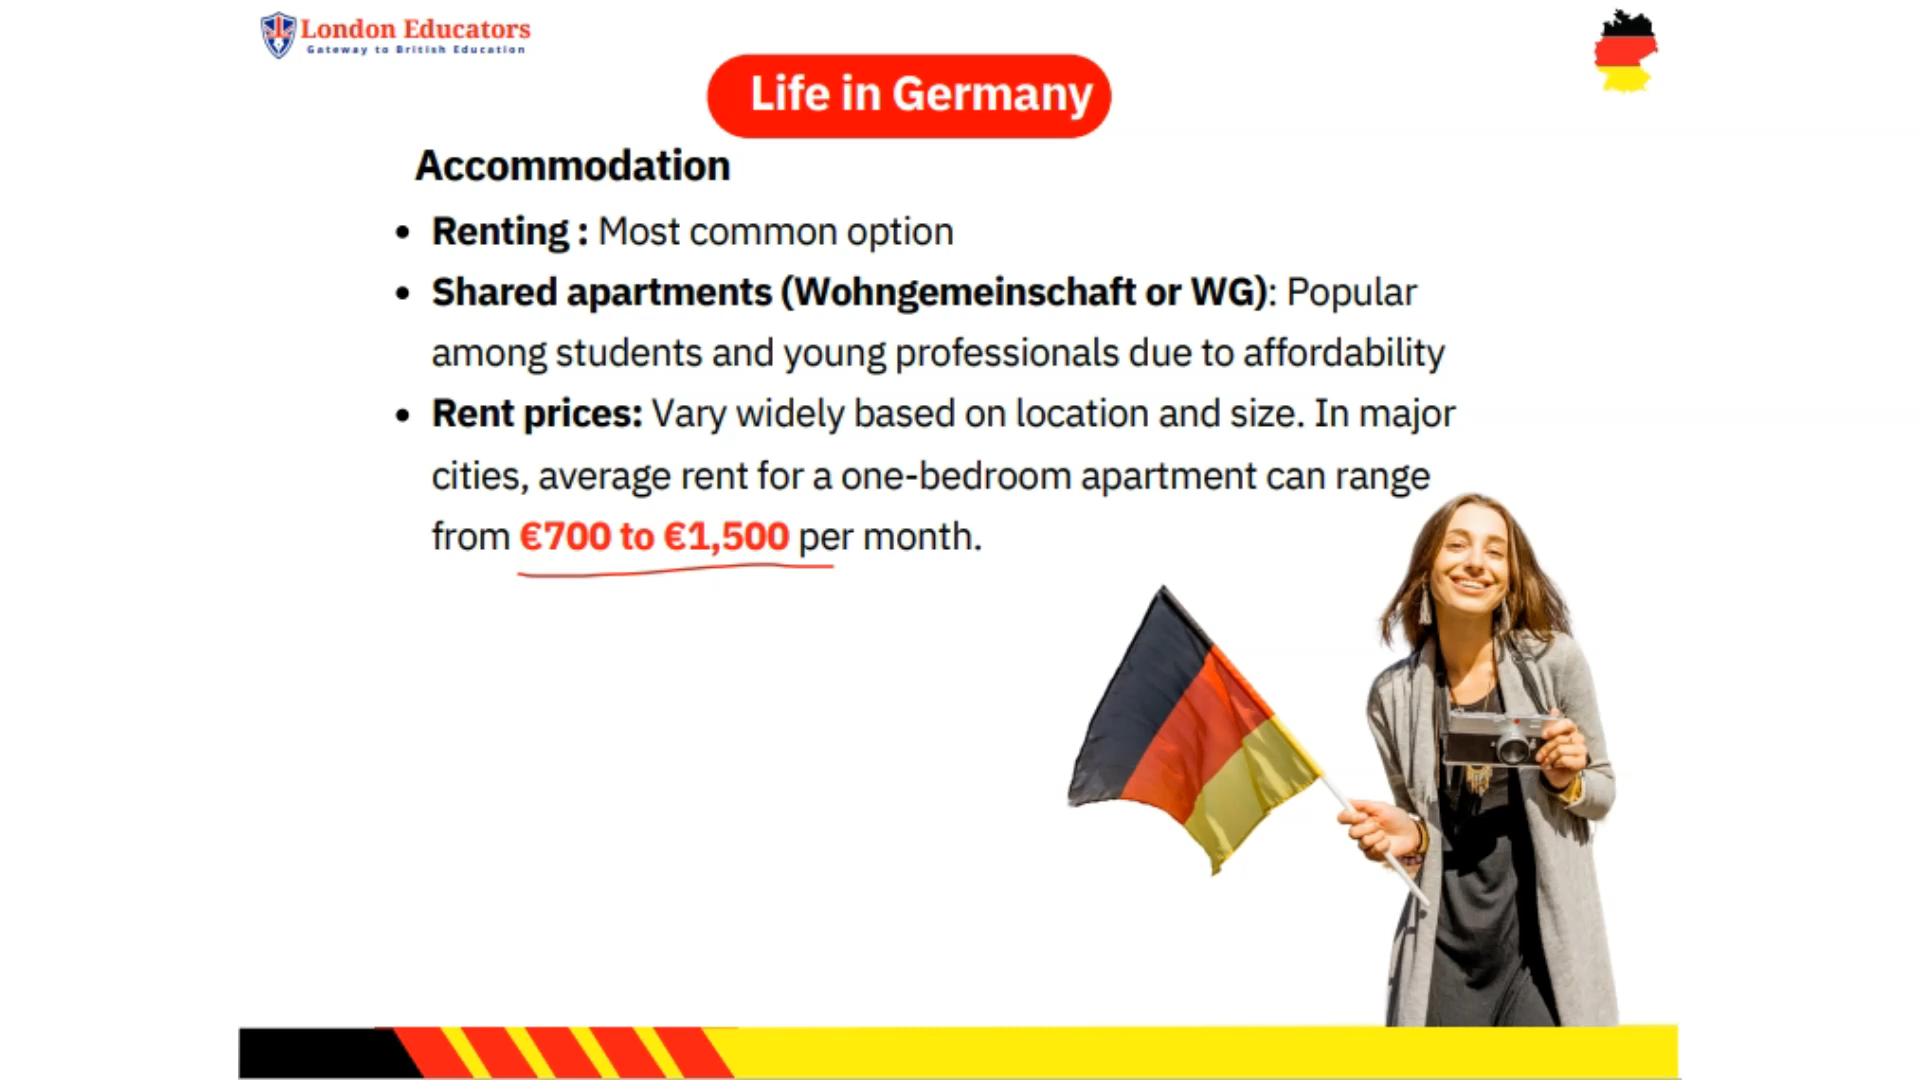 London Educators
Gateway to British Education
Life in Germany
Accommodation
• Renting : Most common option
• Shared apartments (Wohngemeinschaft or WG): Popular
among students and young professionals due to affordability
• Rent prices: Vary widely based on location and size. In major
cities, average rent for a one-bedroom apartment can range
from €700 to €1,500 per month.